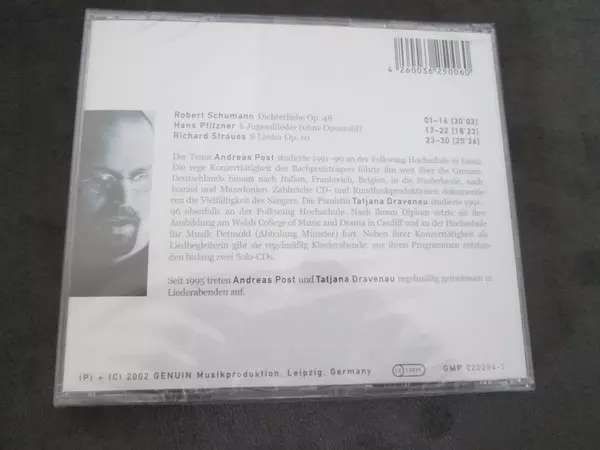 4 260036 250060
Robert Schumann Dichterliebe Op. 48 01-16 [30'03]
Hans Pfitzner 6 Jugendlieder (ohne Opuszahl) 17-22 [18'23]
Richard Strauss 8 Lieder Op. 10 23-30 [20'36]
Der Tenor Andreas Post studierte 1991-96 an der Folkwang Hochschule in Essen.
Die rege Konzerttätigkeit des Bachpreisträgers führte ihn weit über die Grenzen
Deutschlands hinaus nach Italien, Frankreich, Belgien, in die Niederlande, nach
Israel und Mazedonien. Zahlreiche CD- und Rundfunkproduktionen dokumentie-
ren die Vielfältigkeit des Sängers. Die Pianistin Tatjana Dravenau studierte 1991-
96 ebenfalls an der Folkwang Hochschule. Nach ihrem Diplom setzte sie ihre
Ausbildung am Welsh College of Music and Drama in Cardiff und an der Hochschule
für Musik Detmold (Abteilung Münster) fort. Neben ihrer Konzerttätigkeit als
Liedbegleiterin gibt sie regelmäßig Klavierabende; aus ihren Programmen entstan-
den bislang zwei Solo-CDs.
Seit 1995 treten Andreas Post und Tatjana Dravenau regelmäßig gemeinsam in
Liederabenden auf.
(P) + (C) 2002 GENUIN Musikproduktion, Leipzig, Germany
GMP 020204-1